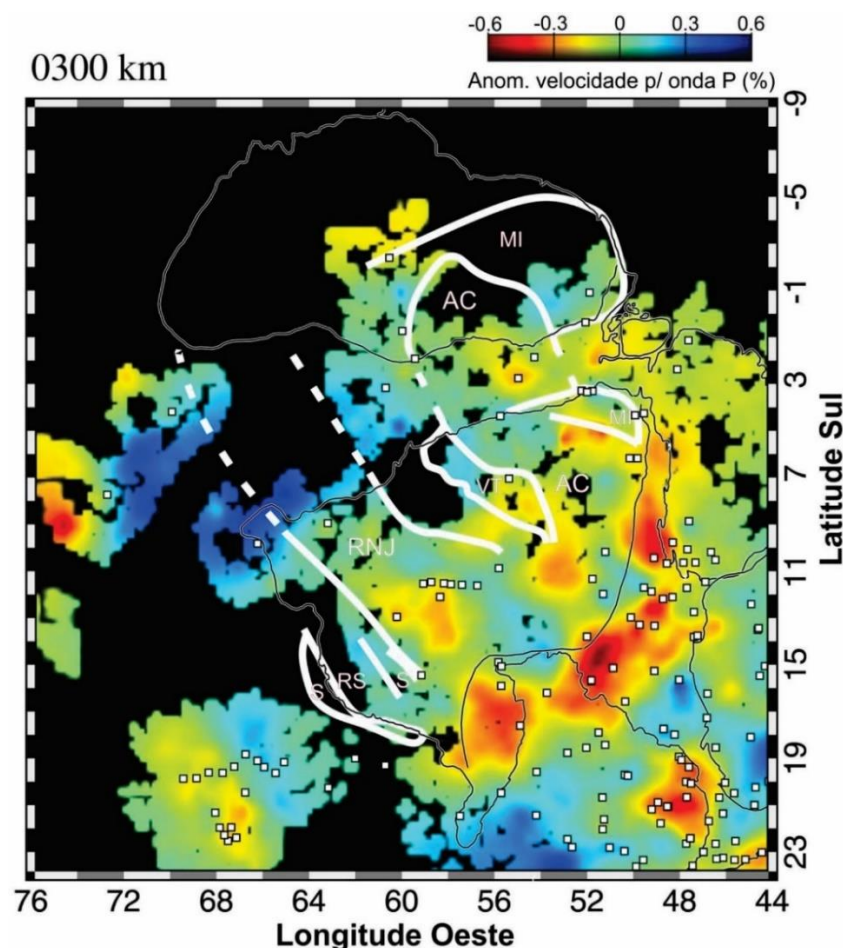 -0.6 -0.3 0 0.3 0.6
0300 km
Anom. velocidade p/ onda P (%)
-9
-5
MI
AC
-1
3
MI
7
VT AC
RNJ
11
15
RS S
S
19
23
76 72 68 64 60 56 52 48 44
Longitude Oeste
Latitude Sul